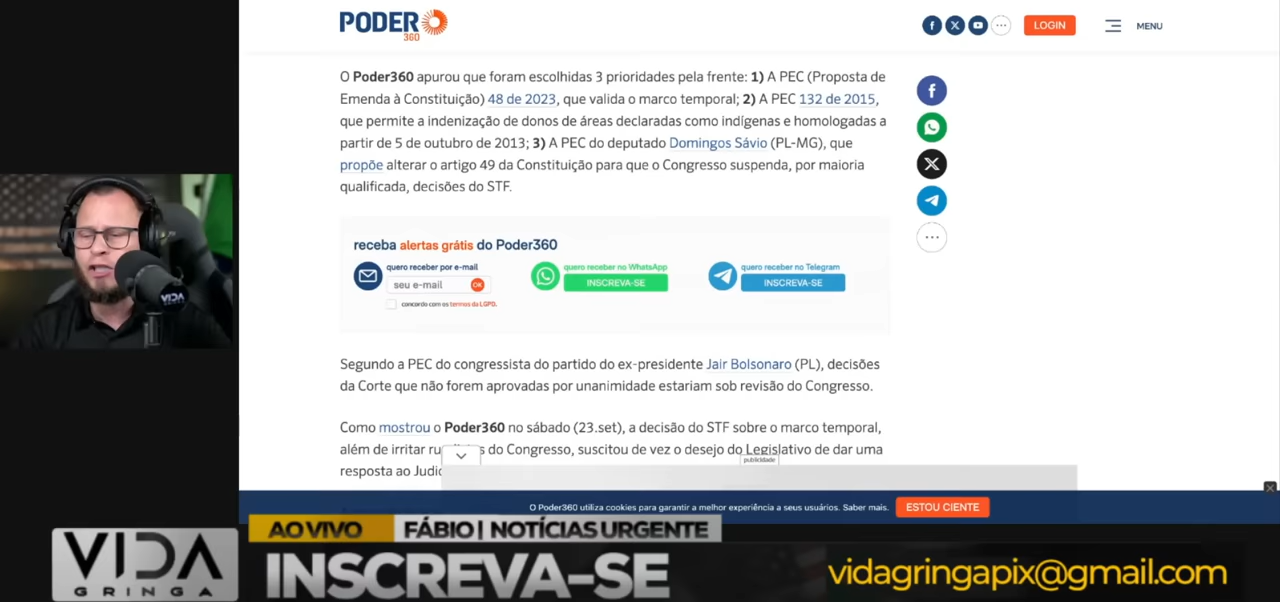 PODER
360
LOGIN
MENU
O Poder360 apurou que foram escolhidas 3 prioridades pela frente: 1) A PEC (Proposta de
Emenda à Constituição) 48 de 2023, que valida o marco temporal; 2) A PEC 132 de 2015,
que permite a indenização de donos de áreas declaradas como indígenas e homologadas a
partir de 5 de outubro de 2013; 3) A PEC do deputado Domingos Sávio (PL-MG), que
propõe alterar o artigo 49 da Constituição para que o Congresso suspenda, por maioria
qualificada, decisões do STF.
receba alertas grátis do Poder360
quero receber por e-mail
seu e-mail
OK
concordo com os termos da LGPD.
quero receber no WhatsApp
INSCREVA-SE
quero receber no Telegram
INSCREVA-SE
Segundo a PEC do congressista do partido do ex-presidente Jair Bolsonaro (PL), decisões
da Corte que não forem aprovadas por unanimidade estariam sob revisão do Congresso.
Como mostrou o Poder360 no sábado (23.set), a decisão do STF sobre o marco temporal,
além de irritar ru do Congresso, suscitou de vez o desejo do Legislativo de dar uma
resposta ao Judic
publicidade
O Poder360 utiliza cookies para garantir a melhor experiência a seus usuários. Saber mais.
ESTOU CIENTE
VIDA
AO VIVO
FÁBIO | NOTÍCIAS URGENTE
VIDA
GRINGA
INSCREVA-SE
vidagringapix@gmail.com